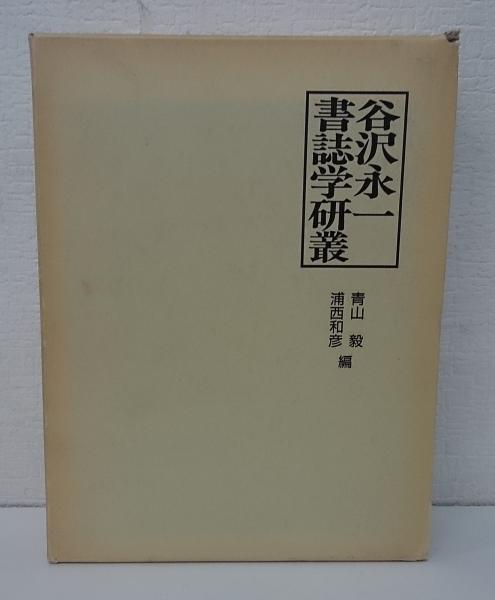 谷沢永一
書誌学研叢
青山 毅
浦西和彦
編